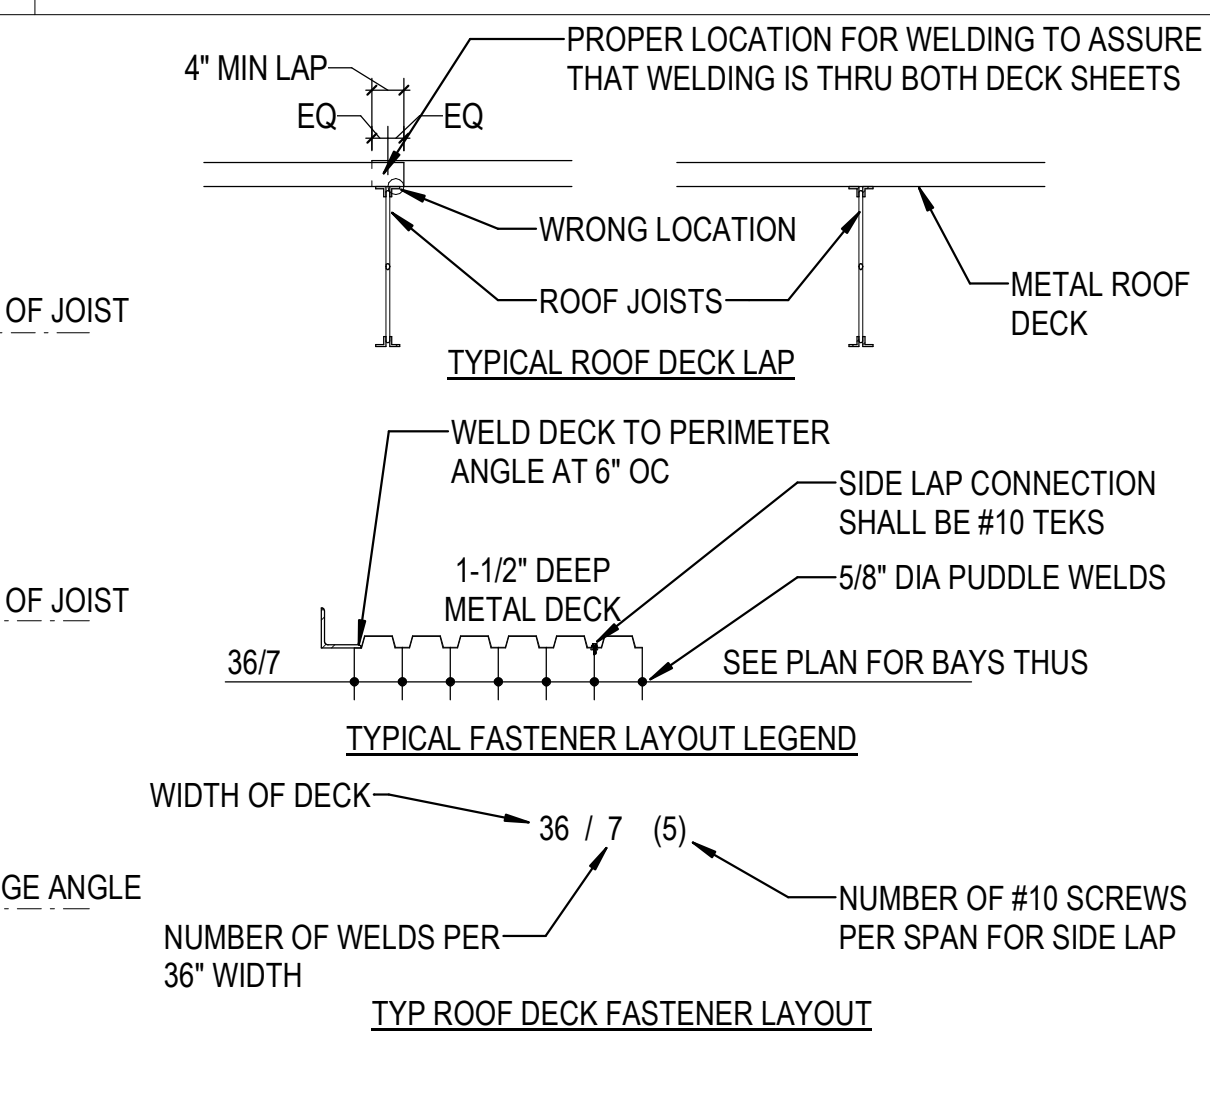 PROPER LOCATION FOR WELDING TO ASSURE
THAT WELDING IS THRU BOTH DECK SHEETS
4" MIN LAP
EQ
EQ
WRONG LOCATION
ROOF JOISTS
METAL ROOF
DECK
OF JOIST
TYPICAL ROOF DECK LAP
WELD DECK TO PERIMETER
ANGLE AT 6" OC
SIDE LAP CONNECTION
SHALL BE #10 TEKS
1-1/2" DEEP
METAL DECK
5/8" DIA PUDDLE WELDS
OF JOIST
36/7
SEE PLAN FOR BAYS THUS
TYPICAL FASTENER LAYOUT LEGEND
WIDTH OF DECK
36 / 7 (5)
GE ANGLE
NUMBER OF #10 SCREWS
PER SPAN FOR SIDE LAP
NUMBER OF WELDS PER
36" WIDTH
TYP ROOF DECK FASTENER LAYOUT